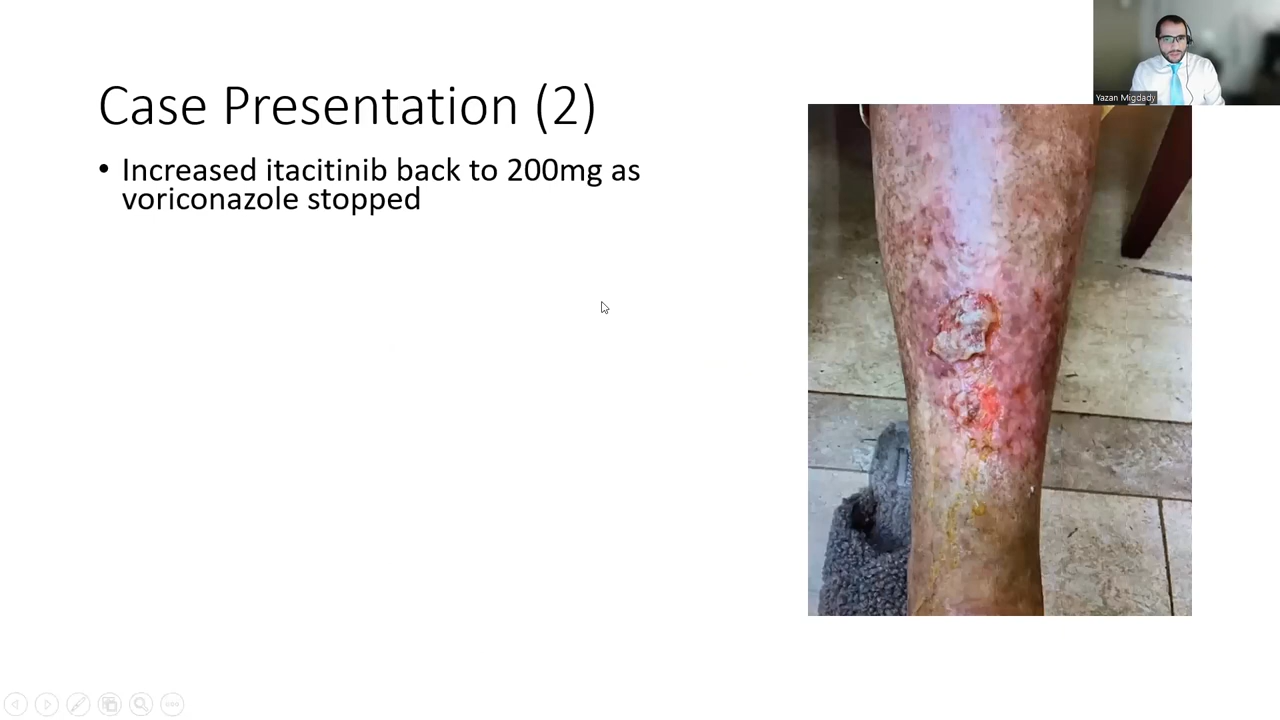 Yazan Migdady
Case Presentation (2)
• Increased itacitinib back to 200mg as
voriconazole stopped